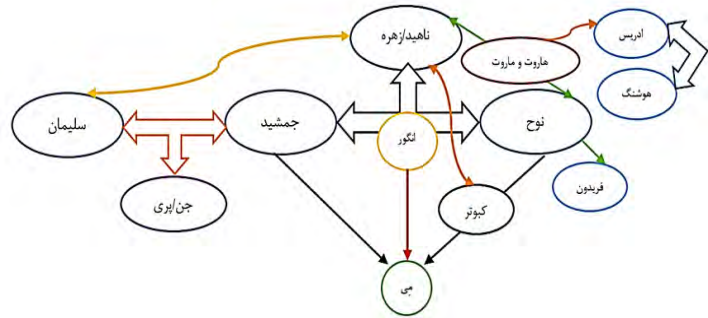 ناهید/زهره
ادریس
هاروت و ماروت
هوشنگ
سلیمان
جمشید
انگور
نوح
جن/پری
کبوتر
فریدون
می